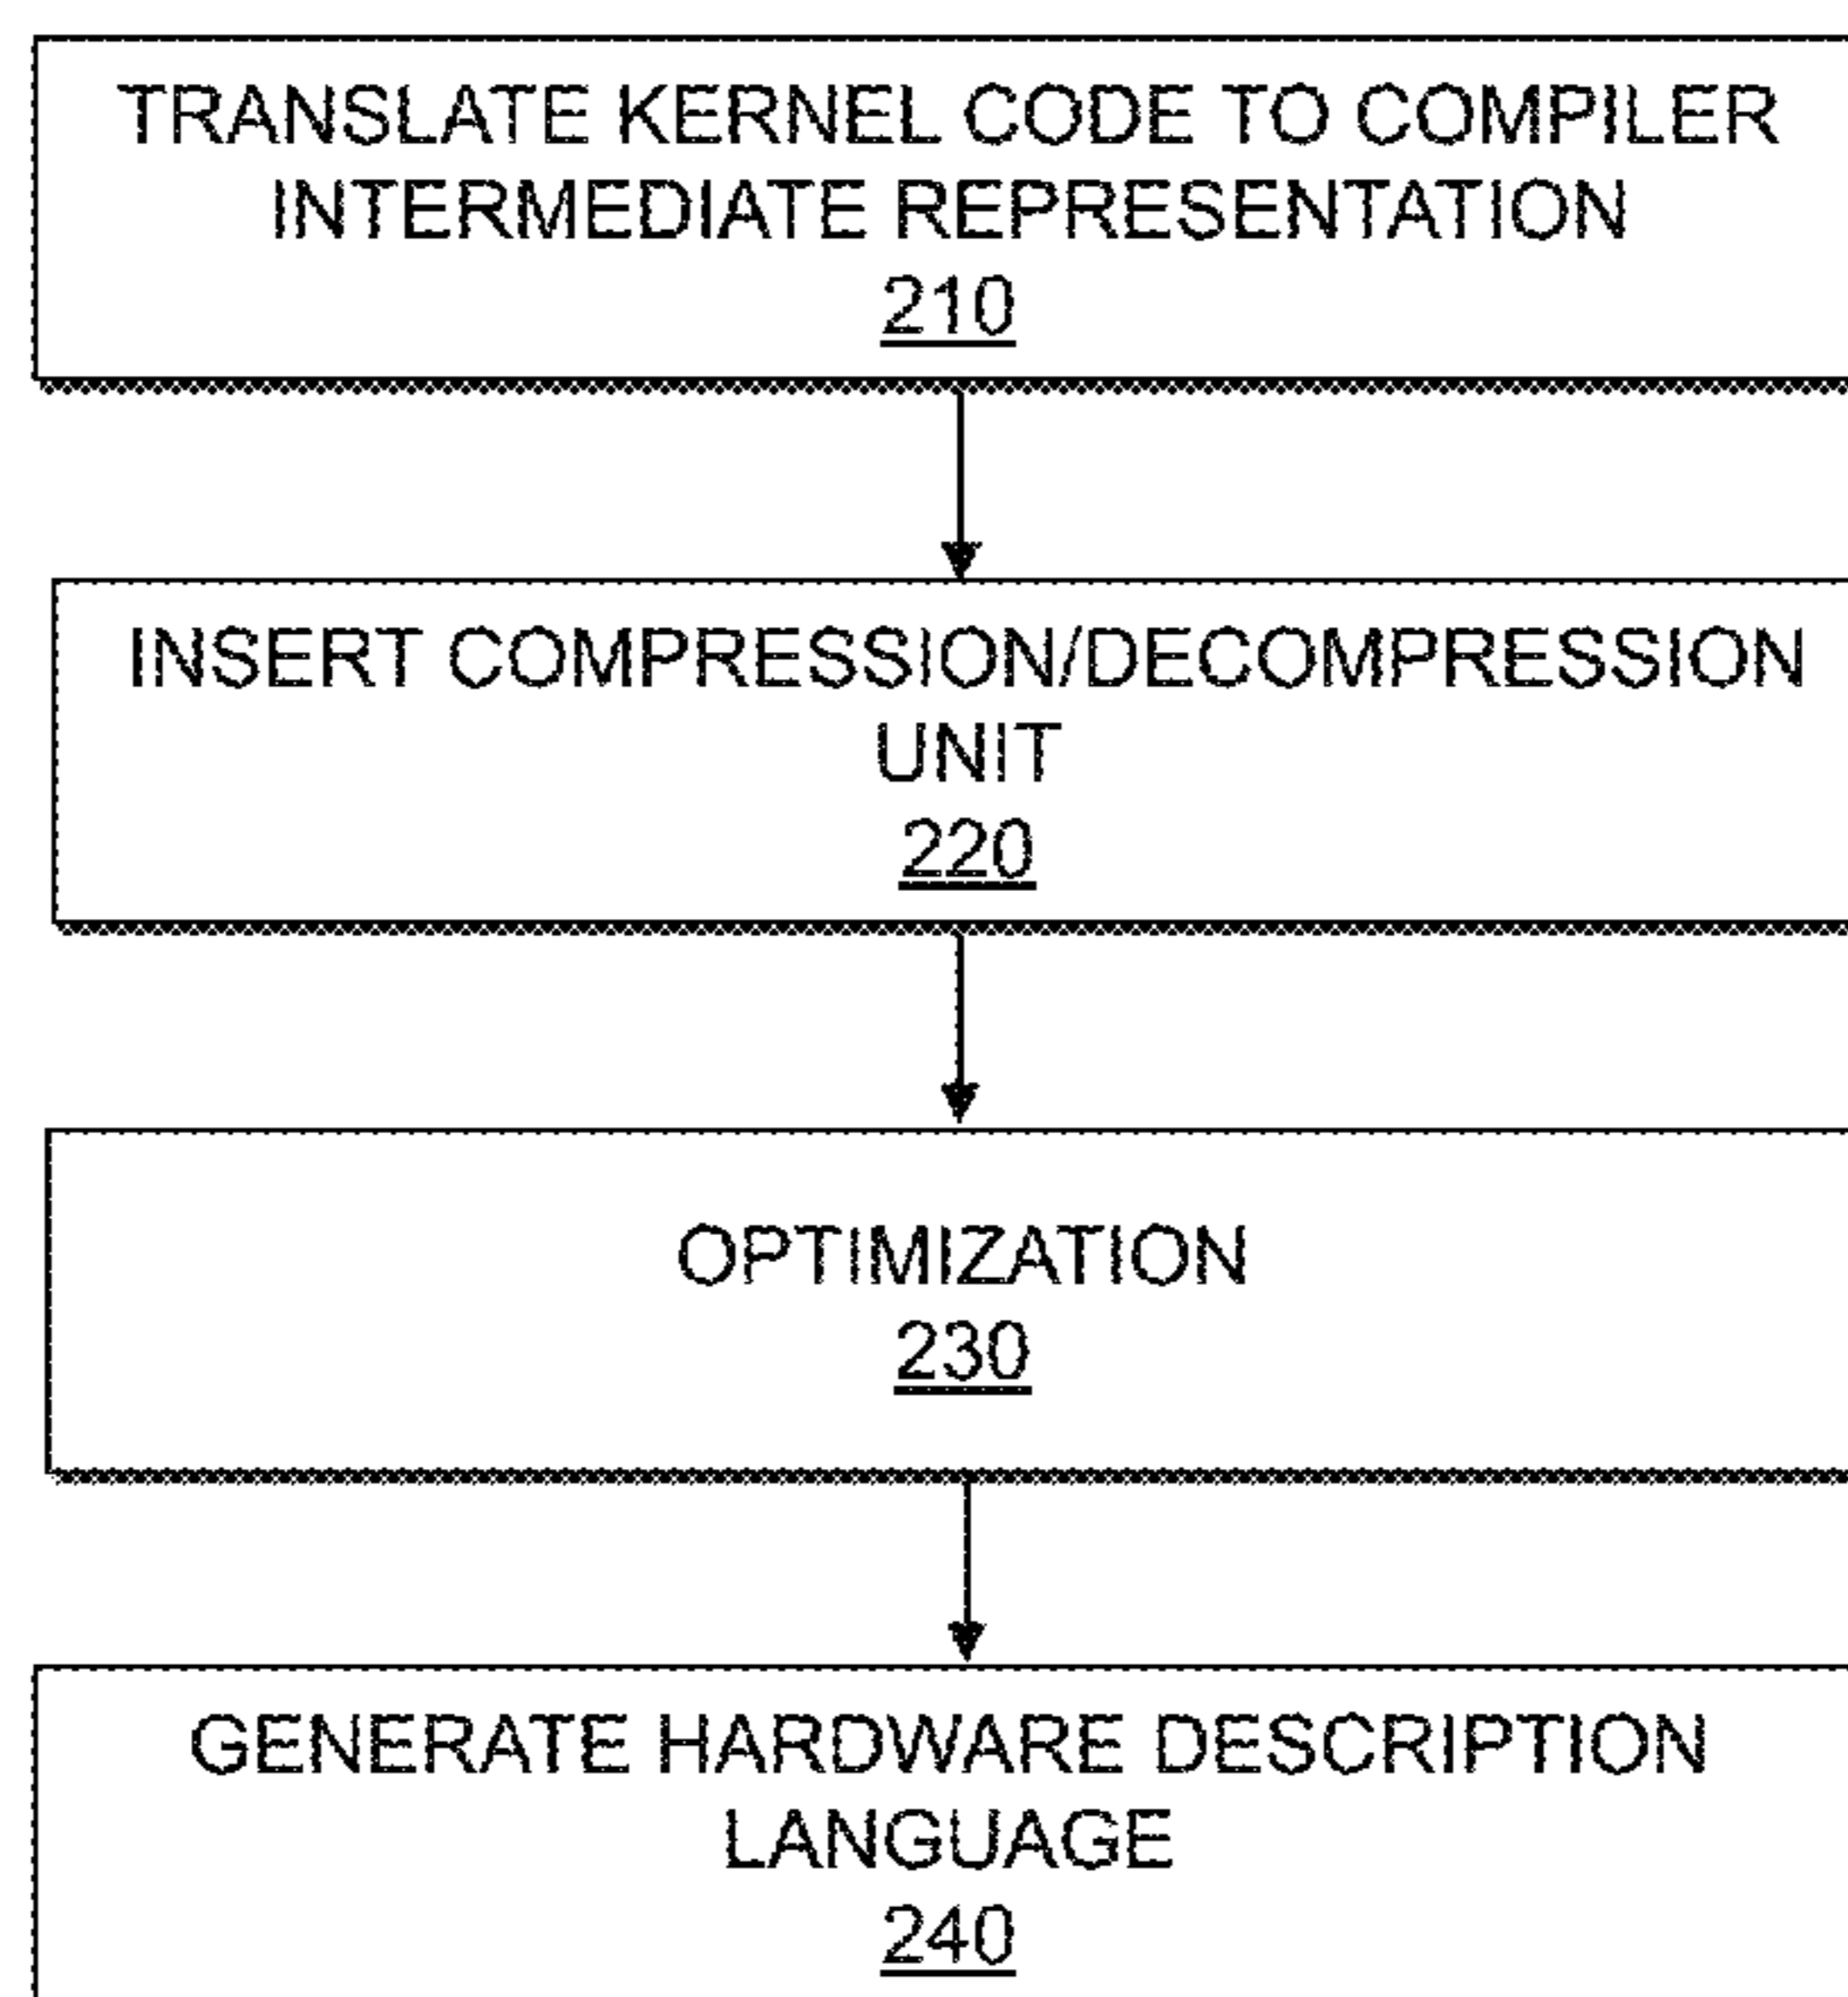 TRANSLATE KERNEL CODE TO COMPILER
INTERMEDIATE REPRESENTATION
210
INSERT COMPRESSION/DECOMPRESSION
UNIT
220
OPTIMIZATION
230
GENERATE HARDWARE DESCRIPTION
LANGUAGE
240